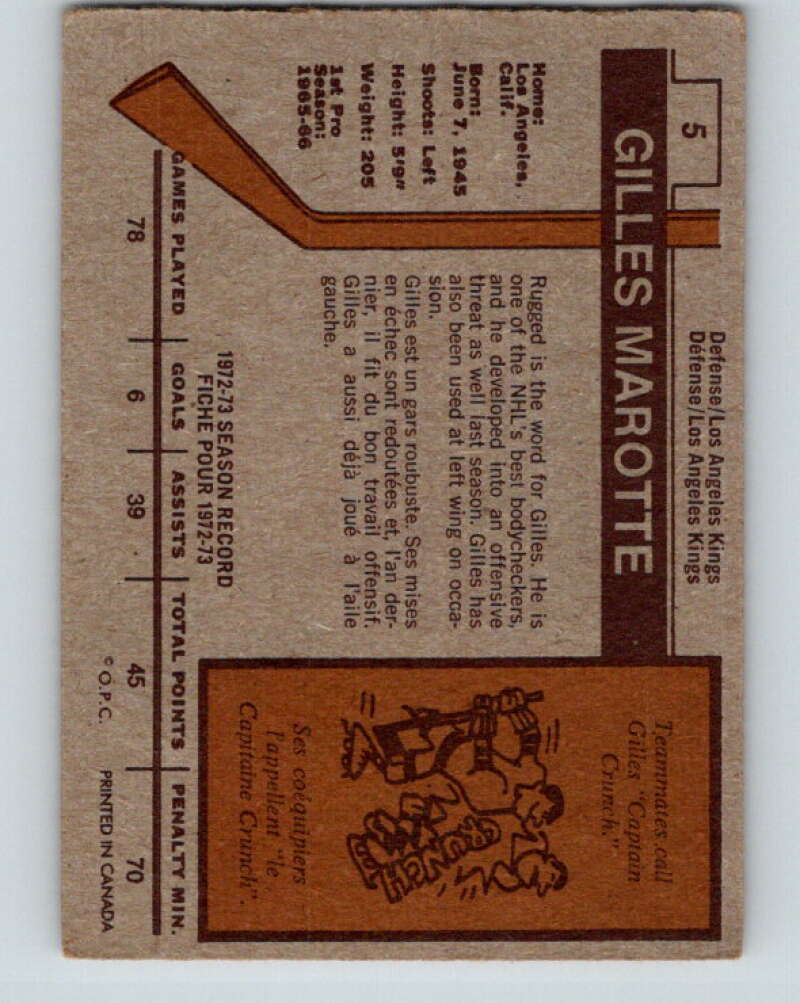 5
Defense/Los Angeles Kings
Défense/Los Angeles Kings
GILLES MAROTTE
Home:
Los Angeles,
Calif.
Born:
June 7, 1945
Shoots: Left
Height: 5'9"
Weight: 205
1st Pro
Season:
1965-66
Rugged is the word for Gilles. He is
one of the NHL's best bodycheckers,
and he developed into an offensive
threat as well last season. Gilles has
also been used at left wing on occa-
sion.
Gilles est un gars roubuste. Ses mises
en échec sont redoutées et, l'an der-
nier, il fit du bon travail offensif.
Gilles a aussi déjà joué à l'aile
gauche.
Teammates call
Gilles "Captain
Crunch."
CRUNCH
Ses coéquipiers
l'appellent "le
Capitaine Crunch".
1972-73 SEASON RECORD
FICHE POUR 1972-73
GAMES PLAYED GOALS ASSISTS TOTAL POINTS PENALTY MIN.
78 6 39 45 70
© O.P.C. PRINTED IN CANADA